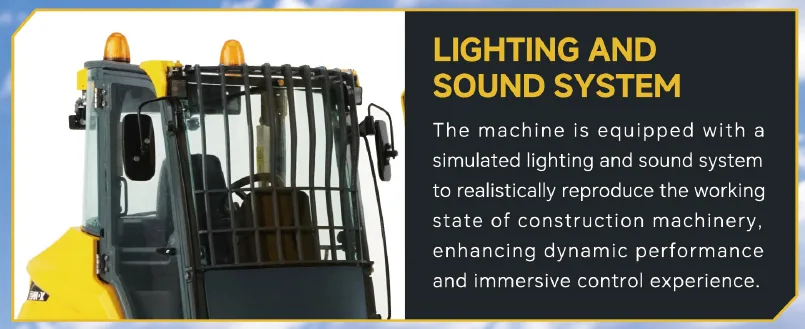 LIGHTING AND
SOUND SYSTEM
The machine is equipped with a
simulated lighting and sound system
to realistically reproduce the working
state of construction machinery,
enhancing dynamic performance
and immersive control experience.